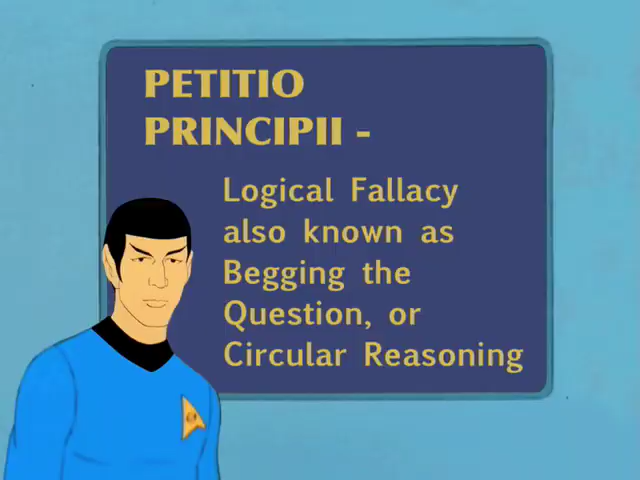 PETITIO
PRINCIPII -
Logical Fallacy
also known as
Begging the
Question, or
Circular Reasoning